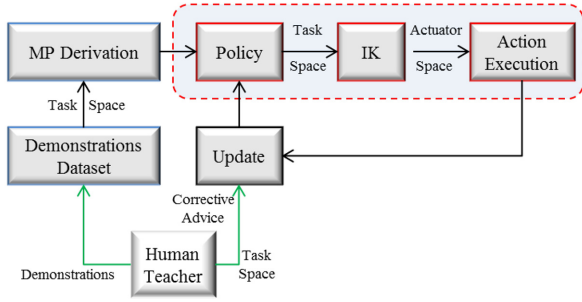 MP Derivation
Policy
Task
Space
IK
Actuator
Space
Action
Execution
Task Space
Demonstrations
Dataset
Update
Corrective
Advice
Human
Teacher
Demonstrations
Task
Space